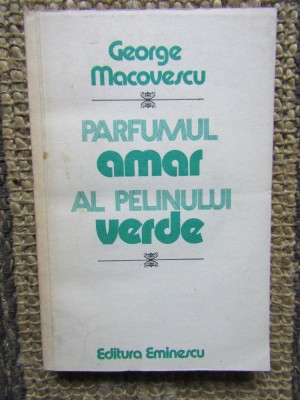 George
Macovescu
PARFUMUL
amar
AL PELINULUI
verde
Editura Eminescu